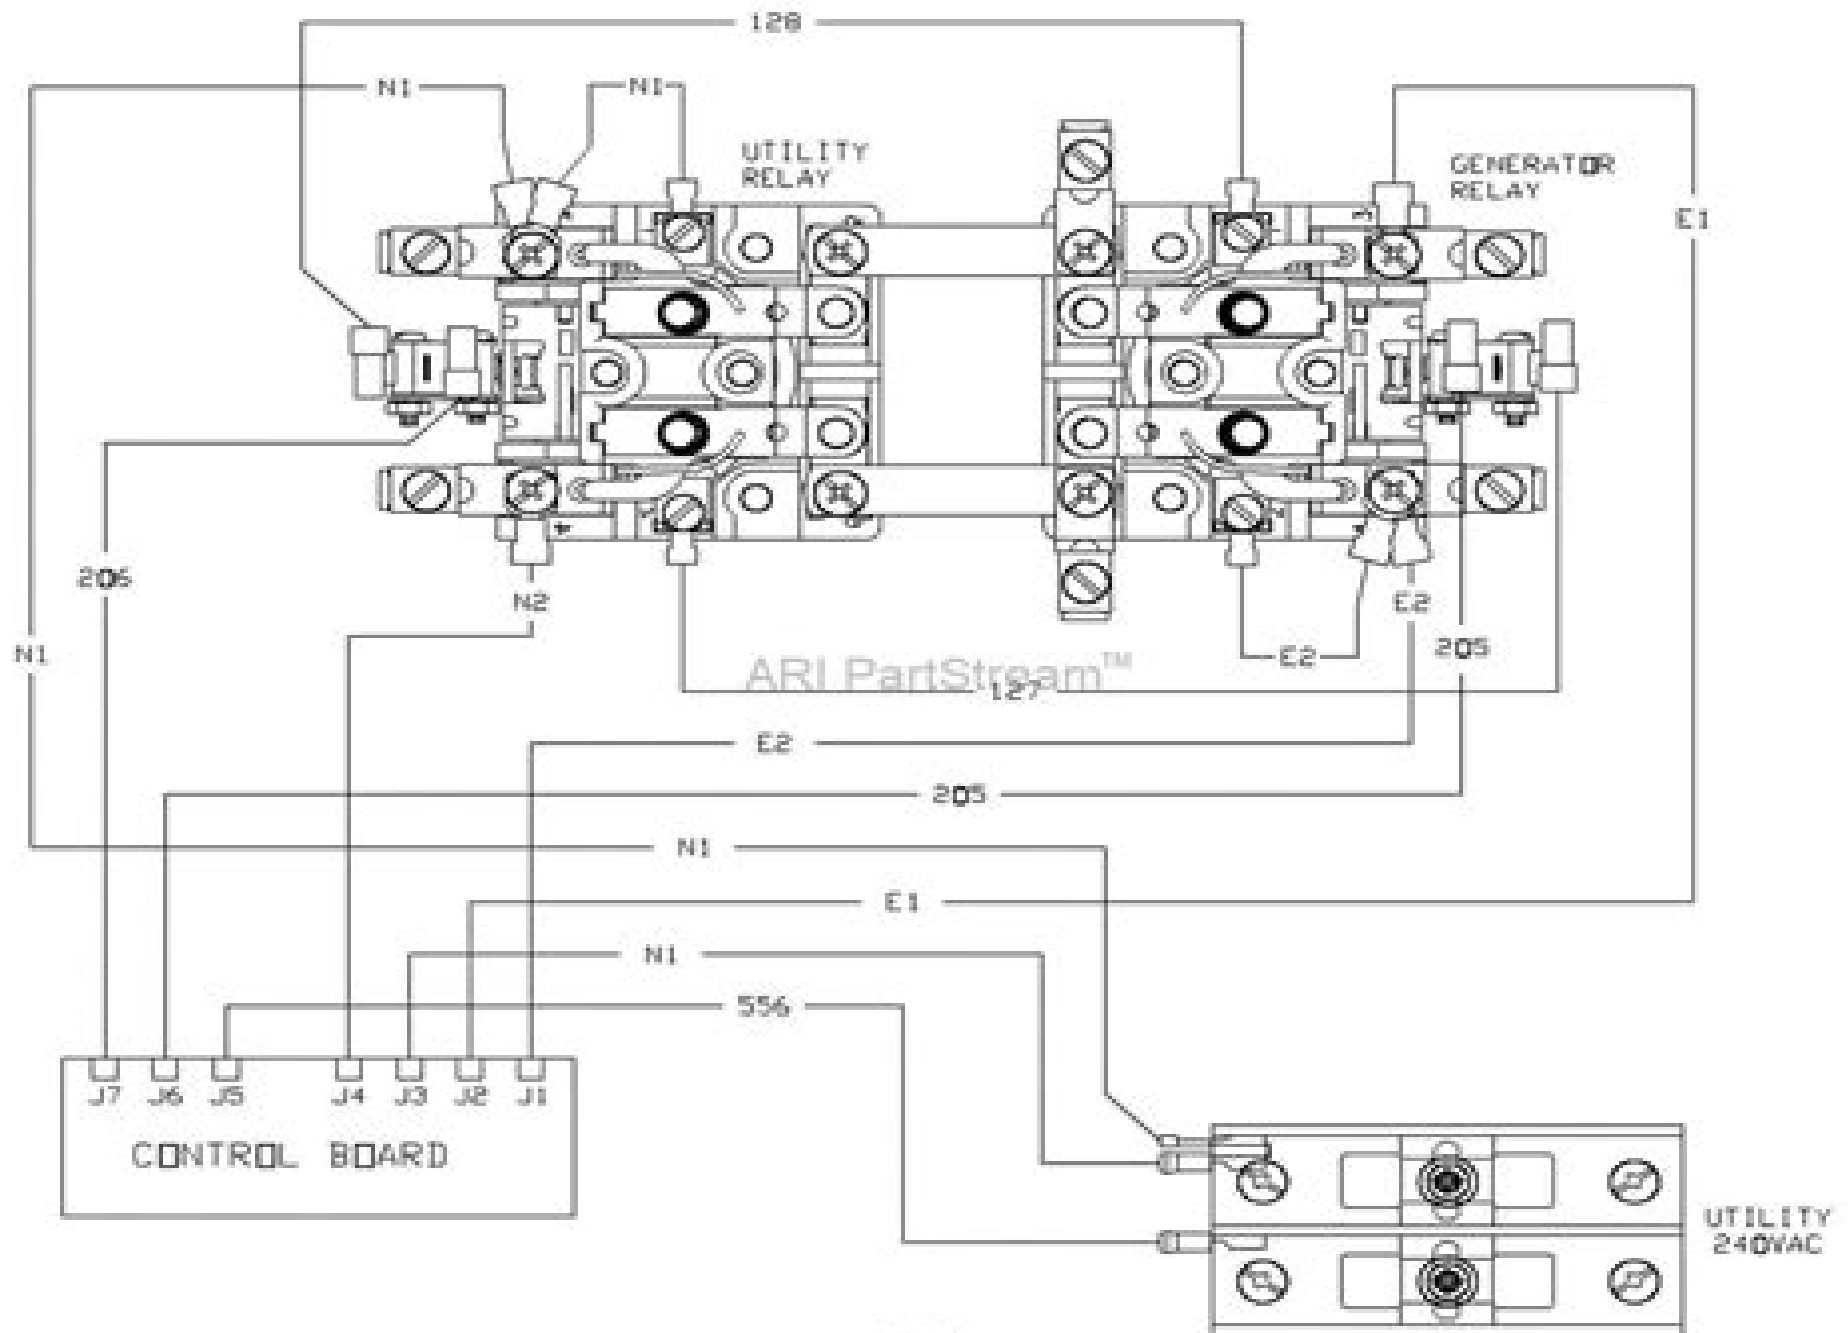 128
N1
N1
UTILITY
RELAY
GENERATOR
RELAY
E1
206
N2
E2
N1
E2
205
ARI PartStream™
127
E2
205
N1
E1
N1
556
J7 J6 J5 J4 J3 J2 J1
CONTROL BOARD
UTILITY
240VAC